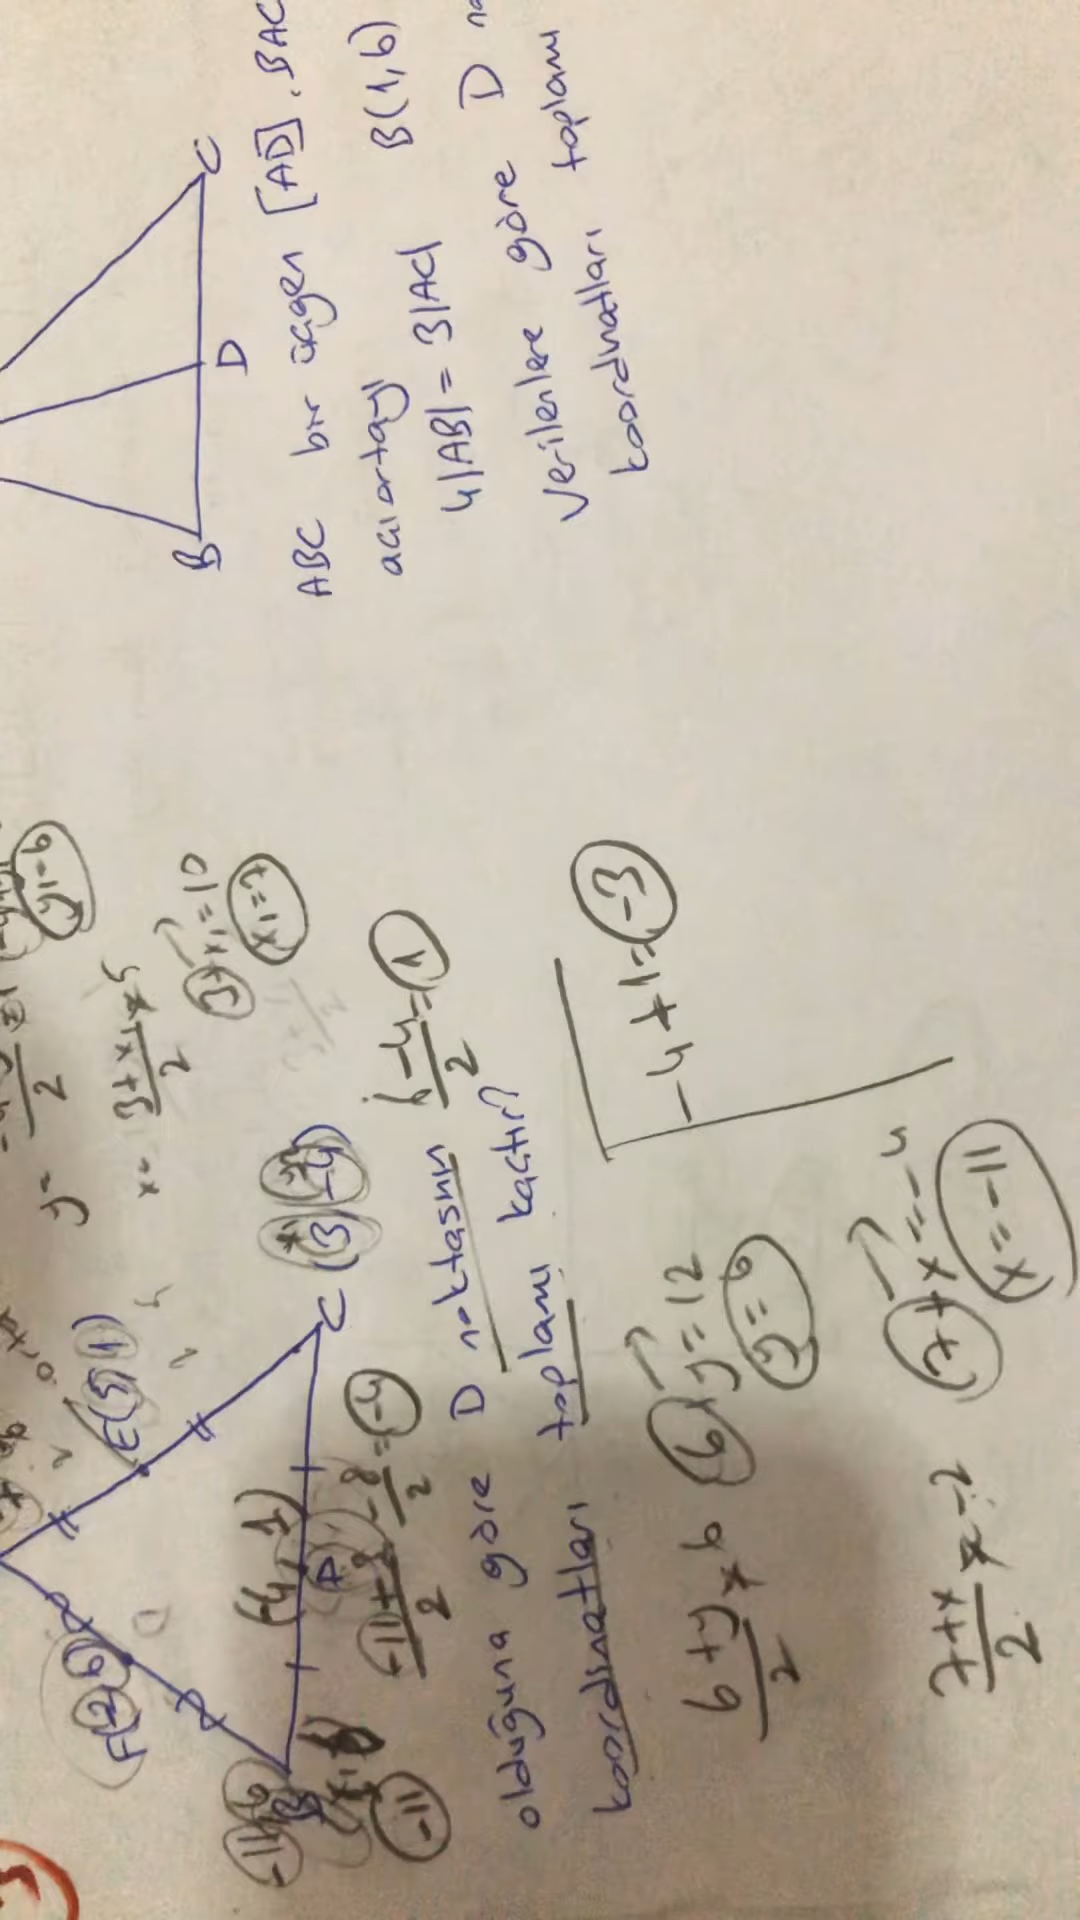 E(5,1)
F(-2,6)
y=
2
y1=6
x=
3+x1
2
=5
3+x1=10
x1=7
-11,6
B
-11
(-4,1)
D
C (3,-4)
-11+3
2
-8
2
=-4
6-4
2
=1
olduğuna göre D noktasının
koordinatları toplamı kaçtır?
-4+1=-3
6+y
2
6
6+y=12
y=6
7+x
2
7+x=-4
x=-11
B
D
C
ABC bir üçgen [AD], BAC
açıortayı
B(1,6)
4|AB|=3|AC|
Verilenlere göre D
koordinatları toplamı